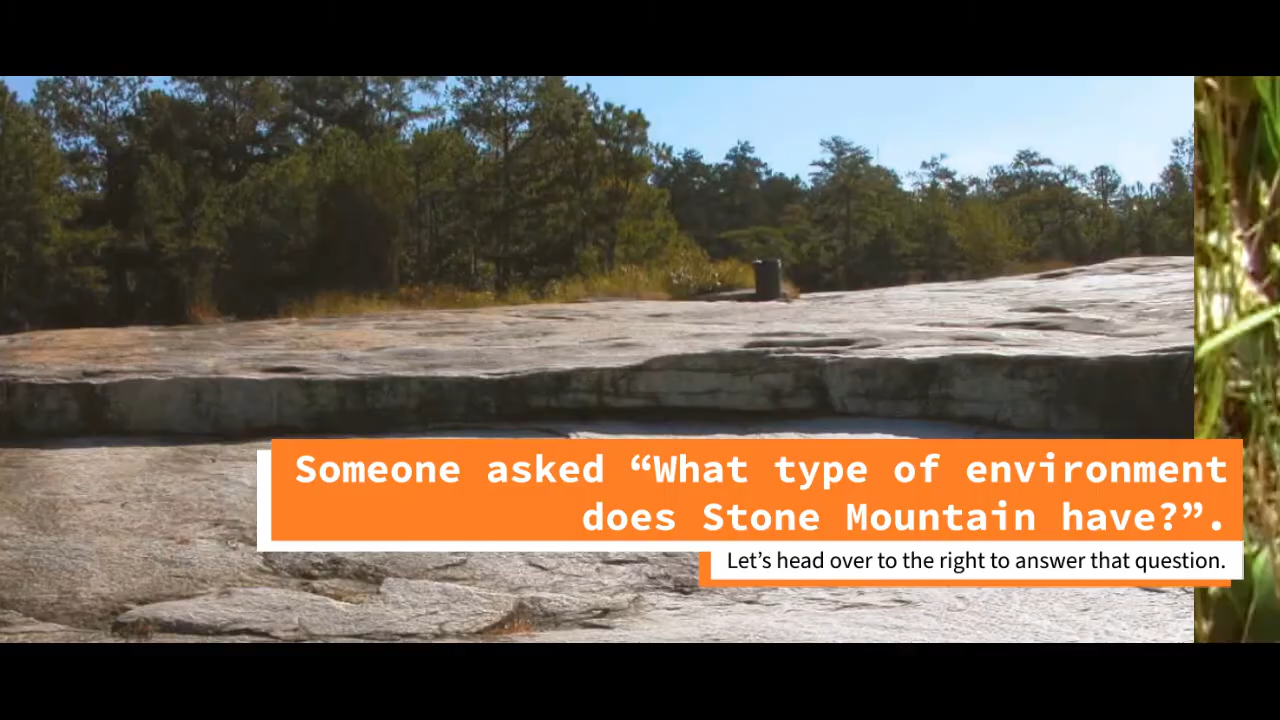 Someone asked “What type of environment
does Stone Mountain have?”.
Let’s head over to the right to answer that question.